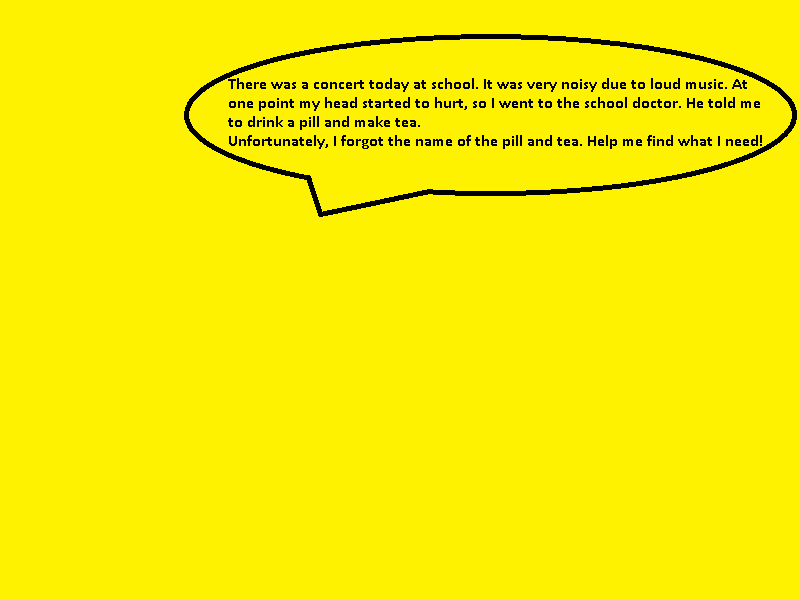 There was a concert today at school. It was very noisy due to loud music. At
one point my head started to hurt, so I went to the school doctor. He told me
to drink a pill and make tea.
Unfortunately, I forgot the name of the pill and tea. Help me find what I need!